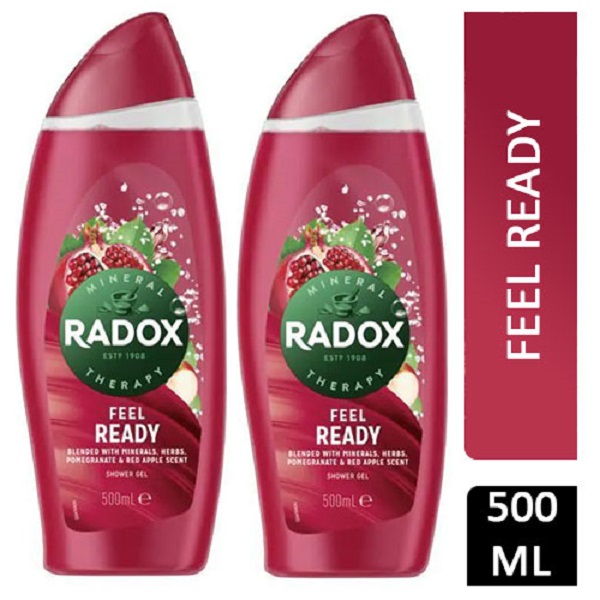 MINERAL
RADOX
ESTD 1908
THERAPY
FEEL
READY
BLENDED WITH MINERALS, HERBS,
POMEGRANATE & RED APPLE SCENT
SHOWER GEL
500mL e
MINERAL
RADOX
ESTD 1908
THERAPY
FEEL
READY
BLENDED WITH MINERALS, HERBS,
POMEGRANATE & RED APPLE SCENT
SHOWER GEL
500mL e
FEEL READY
500
ML